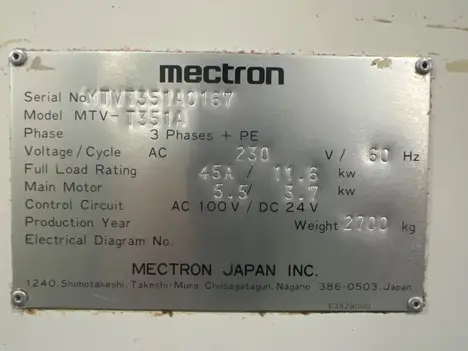 mectron
Serial No. MTVT351A0167
Model MTV-T351A
Phase 3 Phases + PE
Voltage/Cycle AC 230 V/ 60 Hz
Full Load Rating 45A / 11.6 kw
Main Motor 5.5/ 3.7 kw
Control Circuit AC 100V/DC 24V
Production Year Weight 2700 kg
Electrical Diagram No.
MECTRON JAPAN INC.
1240, Shimotakeshi, Takeshi-Mura, Chiisagatagun, Nagano 386-0503, Japan